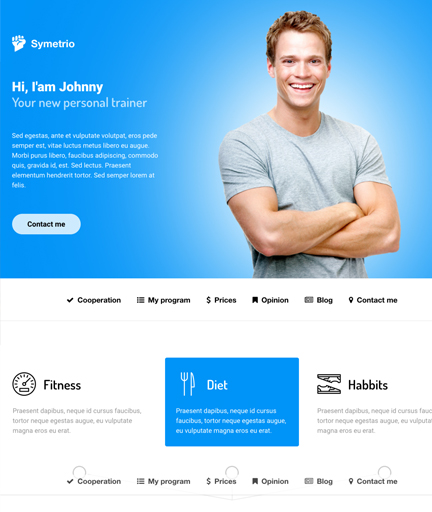 Symetrio
Hi, I'am Johnny
Your new personal trainer
Sed egestas, ante et vulputate volutpat, eros pede
semper est, vitae luctus metus libero eu augue.
Morbi purus libero, faucibus adipiscing, commodo
quis, gravida id, est. Sed lectus. Praesent
elementum hendrerit tortor. Sed semper lorem at
felis.
Contact me
Cooperation My program $ Prices Opinion Blog Contact me
Fitness
Praesent dapibus, neque id cursus faucibus,
tortor neque egestas augue, eu vulputate
magna eros eu erat.
Diet
Praesent dapibus, neque id cursus
faucibus, tortor neque egestas augue,
eu vulputate magna eros eu erat.
Habbits
Praesent dapibus, neque id cursus fauc
tortor neque egestas augue, eu vulputa
magna eros eu erat.
Cooperation My program $ Prices Opinion Blog Contact me